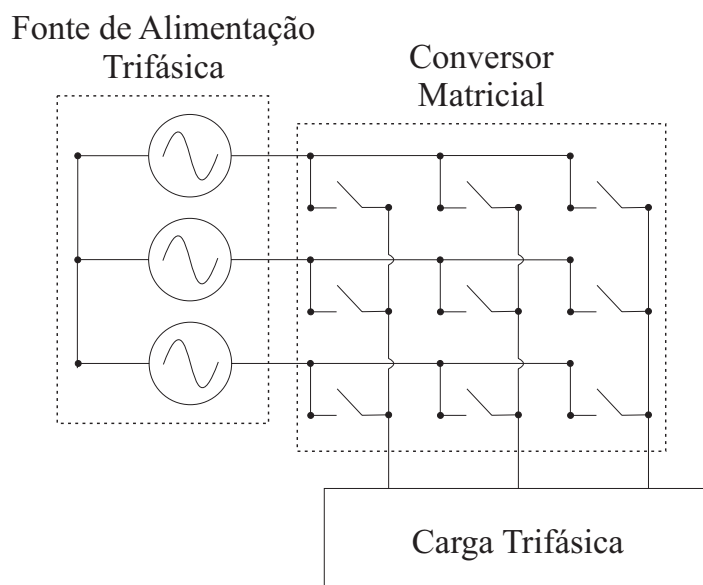 Fonte de Alimentação
Trifásica
Conversor
Matricial
Carga Trifásica